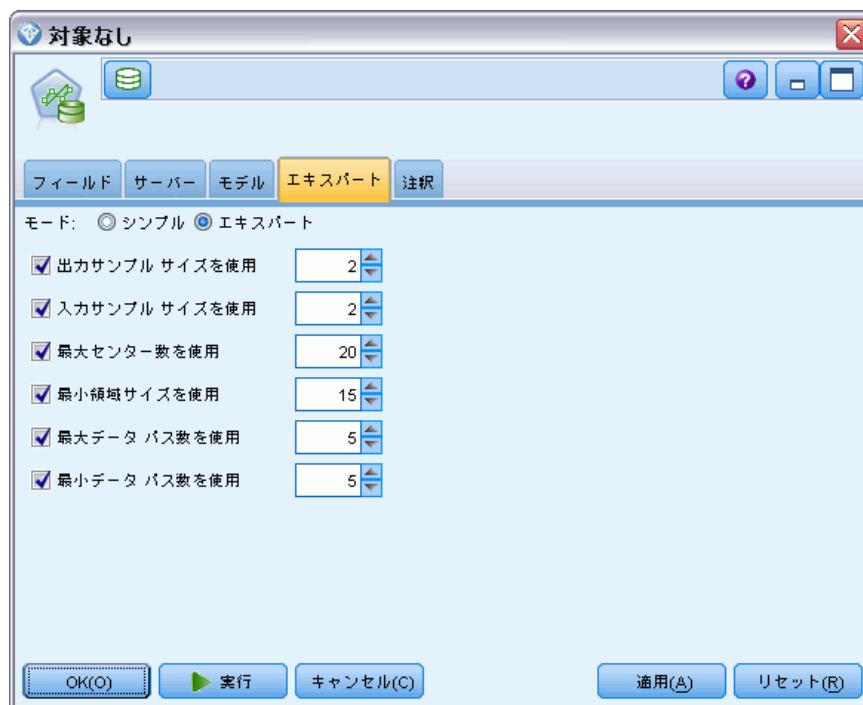 対象なし
フィールド サーバー モデル エキスパート 注釈
モード: シンプル エキスパート
出力サンプル サイズを使用 2
入力サンプル サイズを使用 2
最大センター数を使用 20
最小領域サイズを使用 15
最大データ パス数を使用 5
最小データ パス数を使用 5
OK(O) 実行 キャンセル(C) 適用(A) リセット(R)